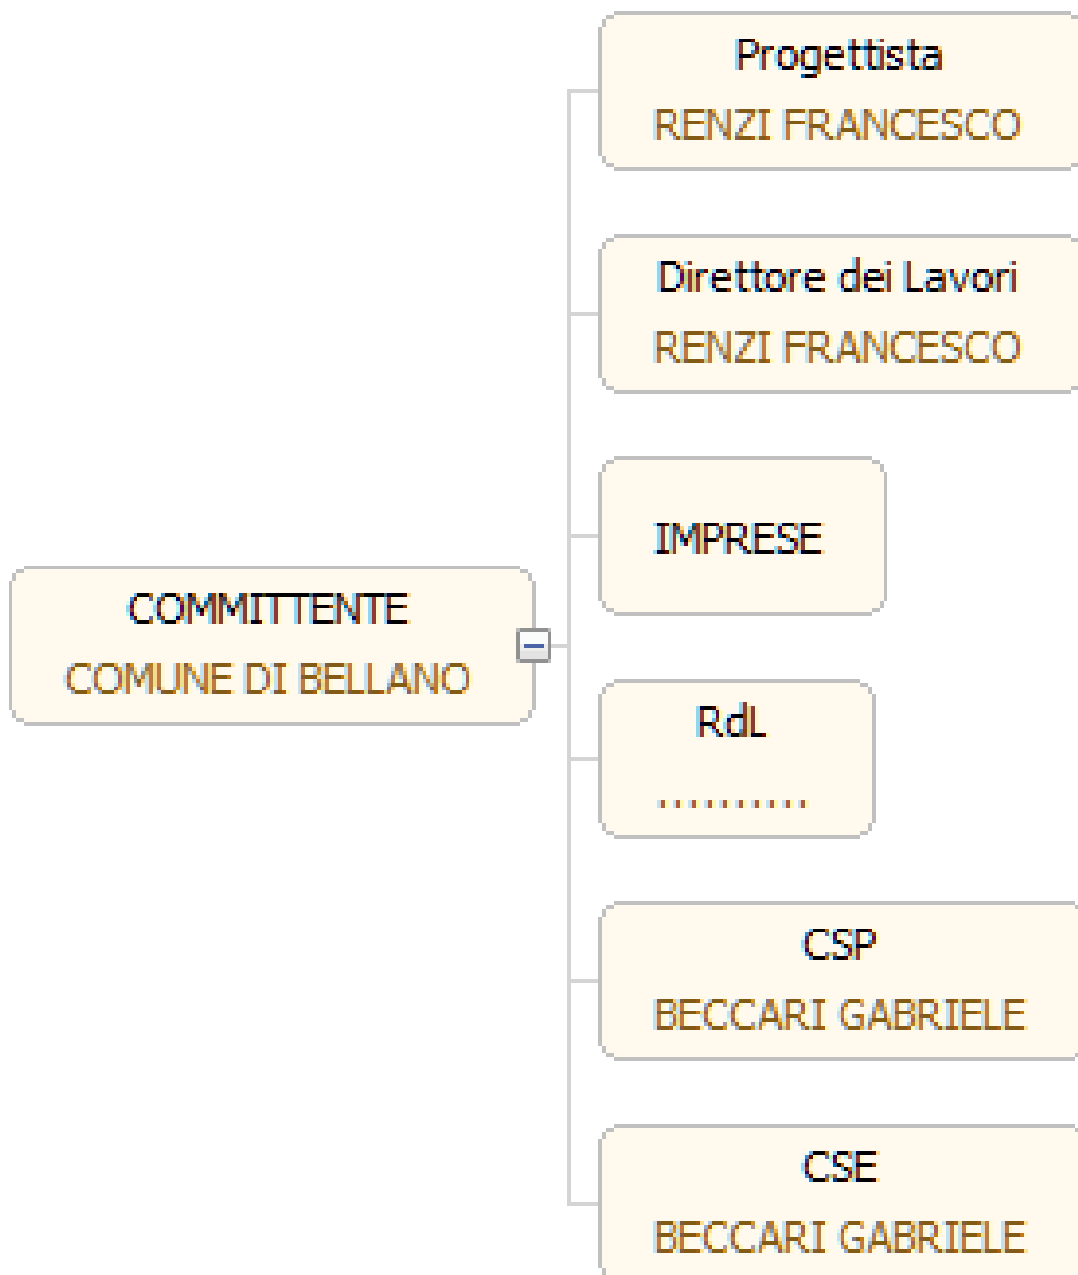 Progettista
RENZI FRANCESCO
Direttore dei Lavori
RENZI FRANCESCO
IMPRESE
COMMITTENTE
COMUNE DI BELLANO
RdL
..........
CSP
BECCARI GABRIELE
CSE
BECCARI GABRIELE